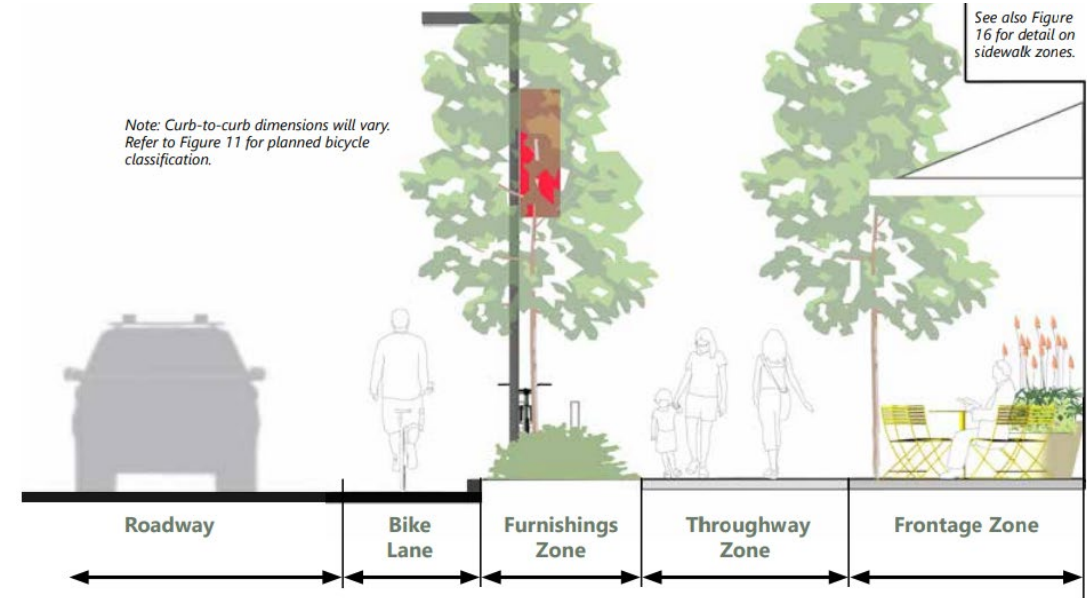 See also Figure
16 for detail on
sidewalk zones.
Note: Curb-to-curb dimensions will vary.
Refer to Figure 11 for planned bicycle
classification.
Roadway
Bike
Lane
Furnishings
Zone
Throughway
Zone
Frontage Zone